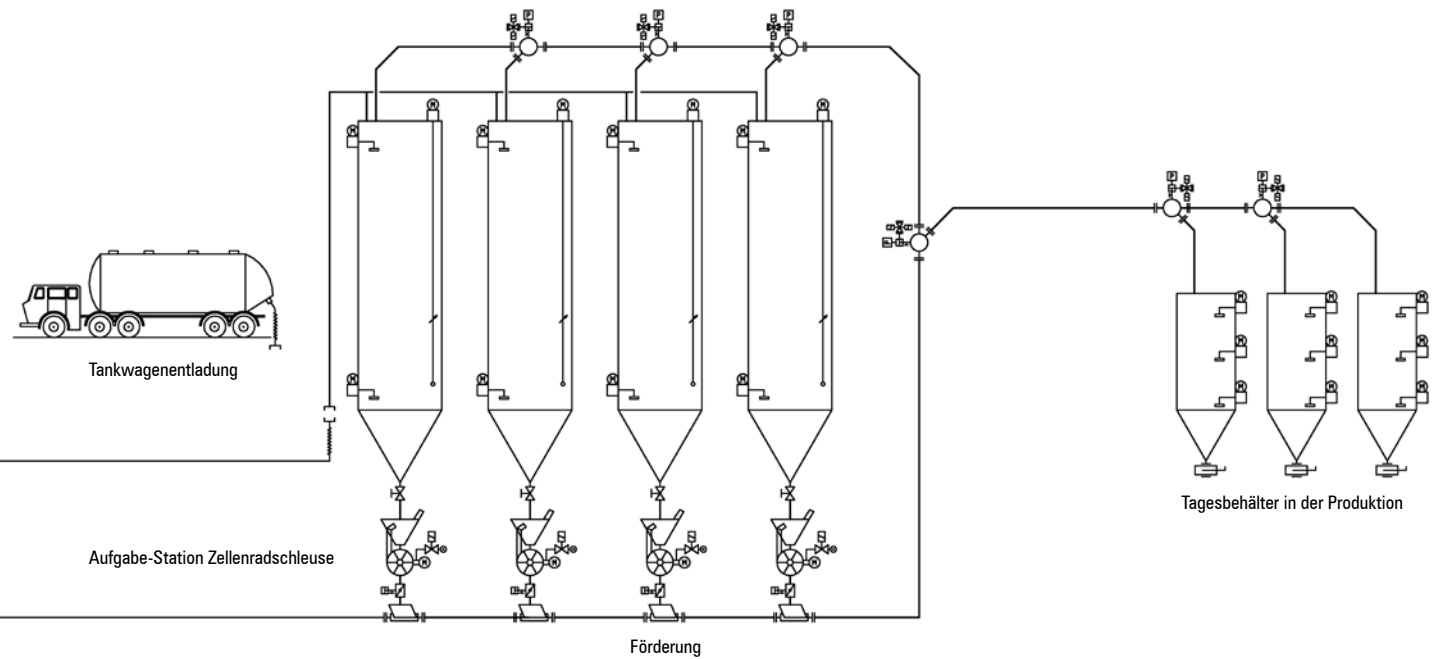 P P P
M M M M
M M M M
P P
M M M
M M M
Tankwagenentladung
M M M
M M M M
Tagesbehälter in der Produktion
Aufgabe-Station Zellenradschleuse
M M M M
Förderung